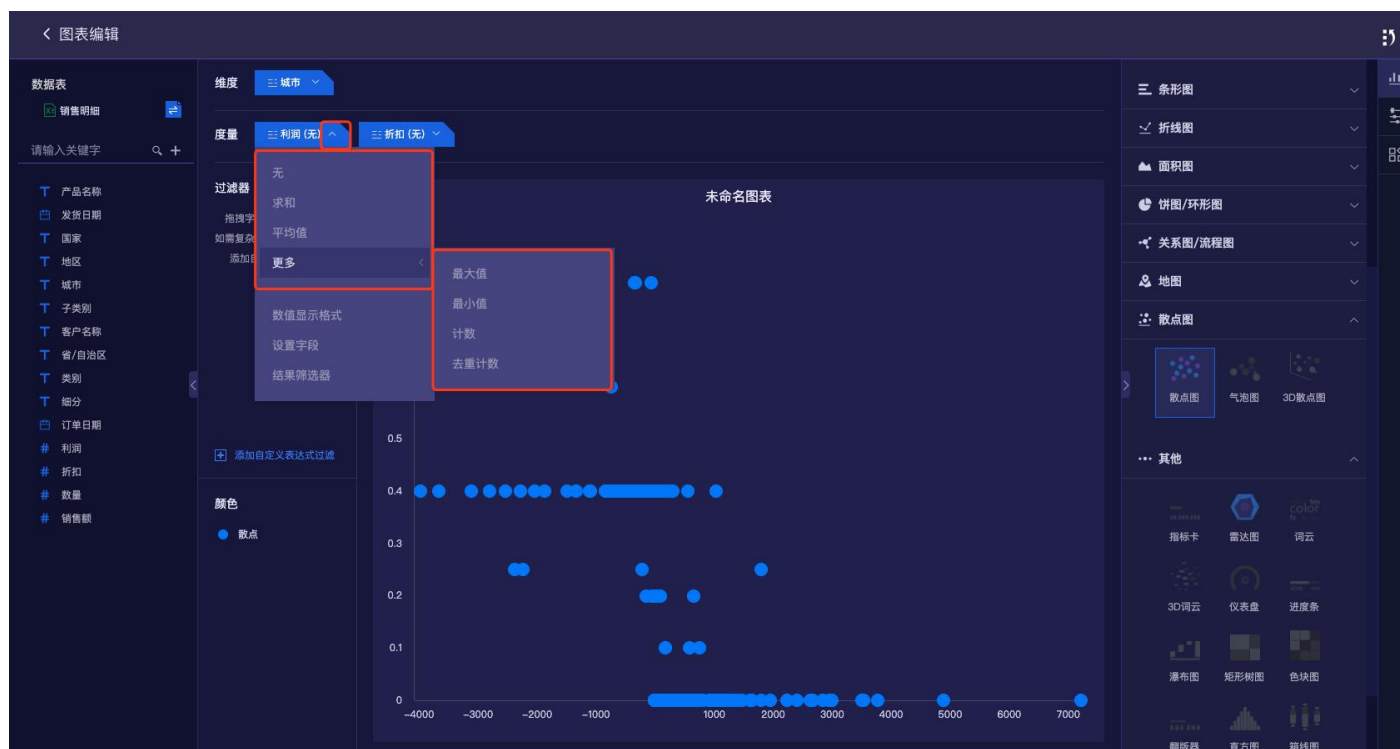 图表编辑
数据表
销售明细
请输入关键字
产品名称
发货日期
国家
地区
城市
子类别
客户名称
省/自治区
类别
细分
订单日期
利润
折扣
数量
销售额
维度
城市
度量
利润 (无)
折扣 (无)
无
求和
平均值
更多
数值显示格式
设置字段
结果筛选器
最大值
最小值
计数
去重计数
过滤器
拖拽字
如需复杂
添加自
添加自定义表达式过滤
颜色
散点
未命名图表
0.5
0.4
0.3
0.2
0.1
0
-4000 -3000 -2000 -1000 1000 2000 3000 4000 5000 6000 7000
条形图
折线图
面积图
饼图/环形图
关系图/流程图
地图
散点图
散点图 气泡图 3D散点图
其他
color
指标卡 雷达图 词云
3D词云 仪表盘 进度条
瀑布图 矩形树图 色块图
翻版器 直方图 箱线图